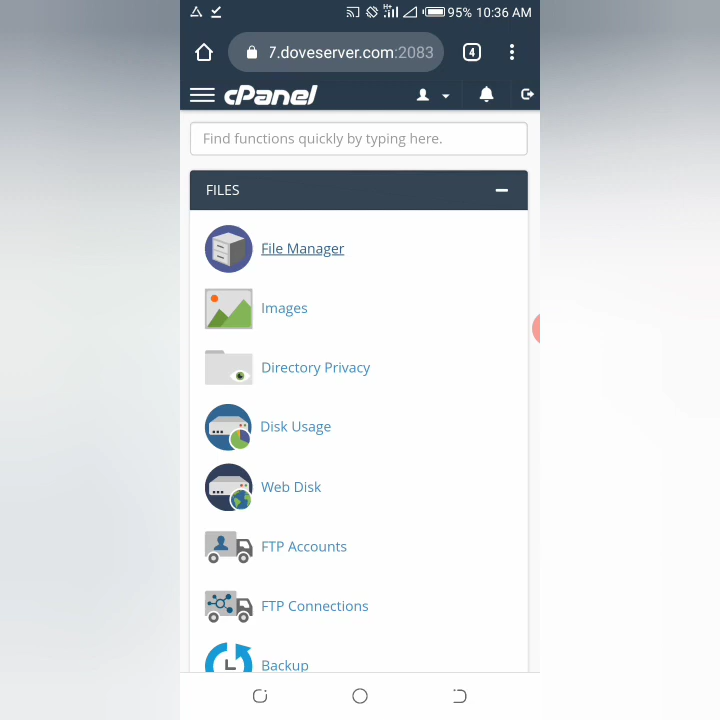 95% 10:36 AM
7.doveserver.com:2083
4
cPanel
Find functions quickly by typing here.
FILES
File Manager
Images
Directory Privacy
Disk Usage
Web Disk
FTP Accounts
FTP Connections
Backup